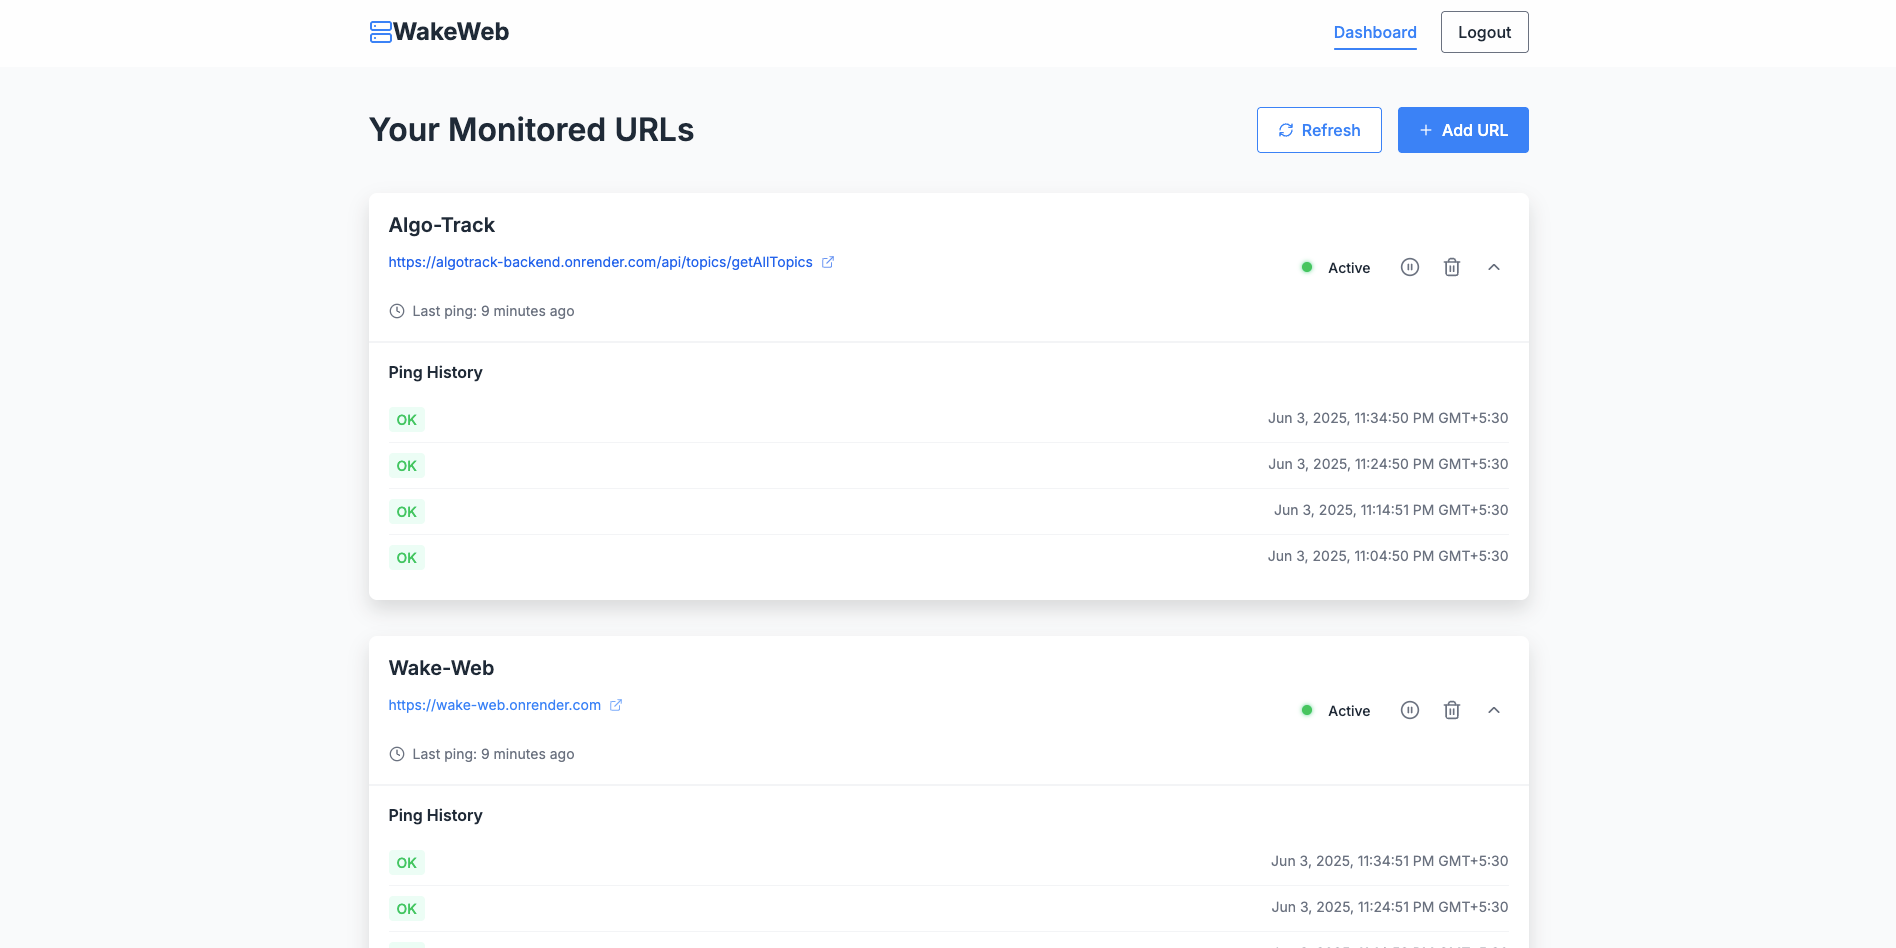 WakeWeb
Dashboard
Logout
Your Monitored URLs
Refresh
Add URL
Algo-Track
https://algotrack-backend.onrender.com/api/topics/getAllTopics
Active
Last ping: 9 minutes ago
Ping History
OK Jun 3, 2025, 11:34:50 PM GMT+5:30
OK Jun 3, 2025, 11:24:50 PM GMT+5:30
OK Jun 3, 2025, 11:14:51 PM GMT+5:30
OK Jun 3, 2025, 11:04:50 PM GMT+5:30
Wake-Web
https://wake-web.onrender.com
Active
Last ping: 9 minutes ago
Ping History
OK Jun 3, 2025, 11:34:51 PM GMT+5:30
OK Jun 3, 2025, 11:24:51 PM GMT+5:30